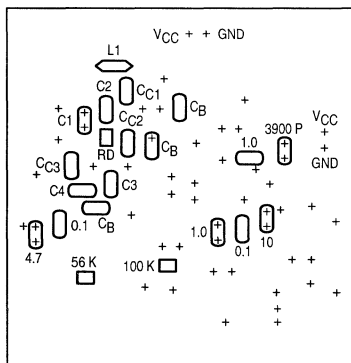 VCC + + GND
L1
CC1
C2
C1
CC2
CB
VCC
3900 P
1.0
RD
CB
GND
CC3
C3
C4
CB
0.1
1.0
0.1
10
4.7
56 K
100 K